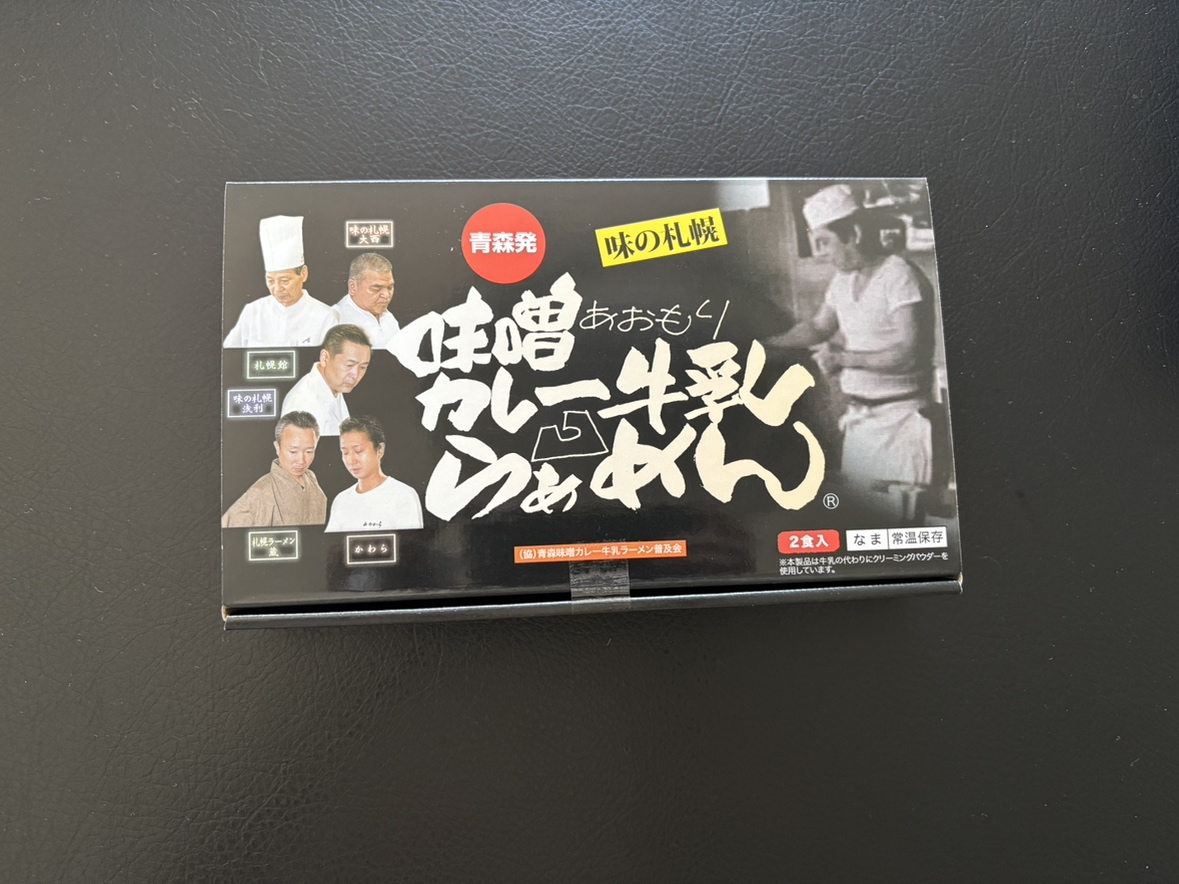 味の札幌
大西
青森発
味の札幌
味噌
あおもり
カレー牛乳
らぁめん
®
札幌館
味の札幌
浅利
札幌ラーメン
蔵
かわら
かわら
(協)青森味噌カレー牛乳ラーメン普及会
2食入
なま 常温保存
※本製品は牛乳の代わりにクリーミングパウダーを
使用しています。